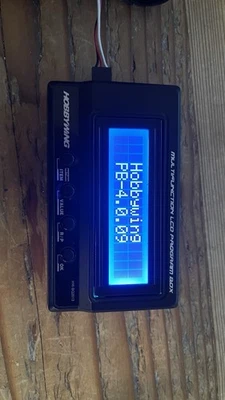 MULTIFUNCTION LCD PROGRAM BOX
Hobbywing
PB-4.0.09
HOBBYWING
ITEM
VALUE
R/P
OK